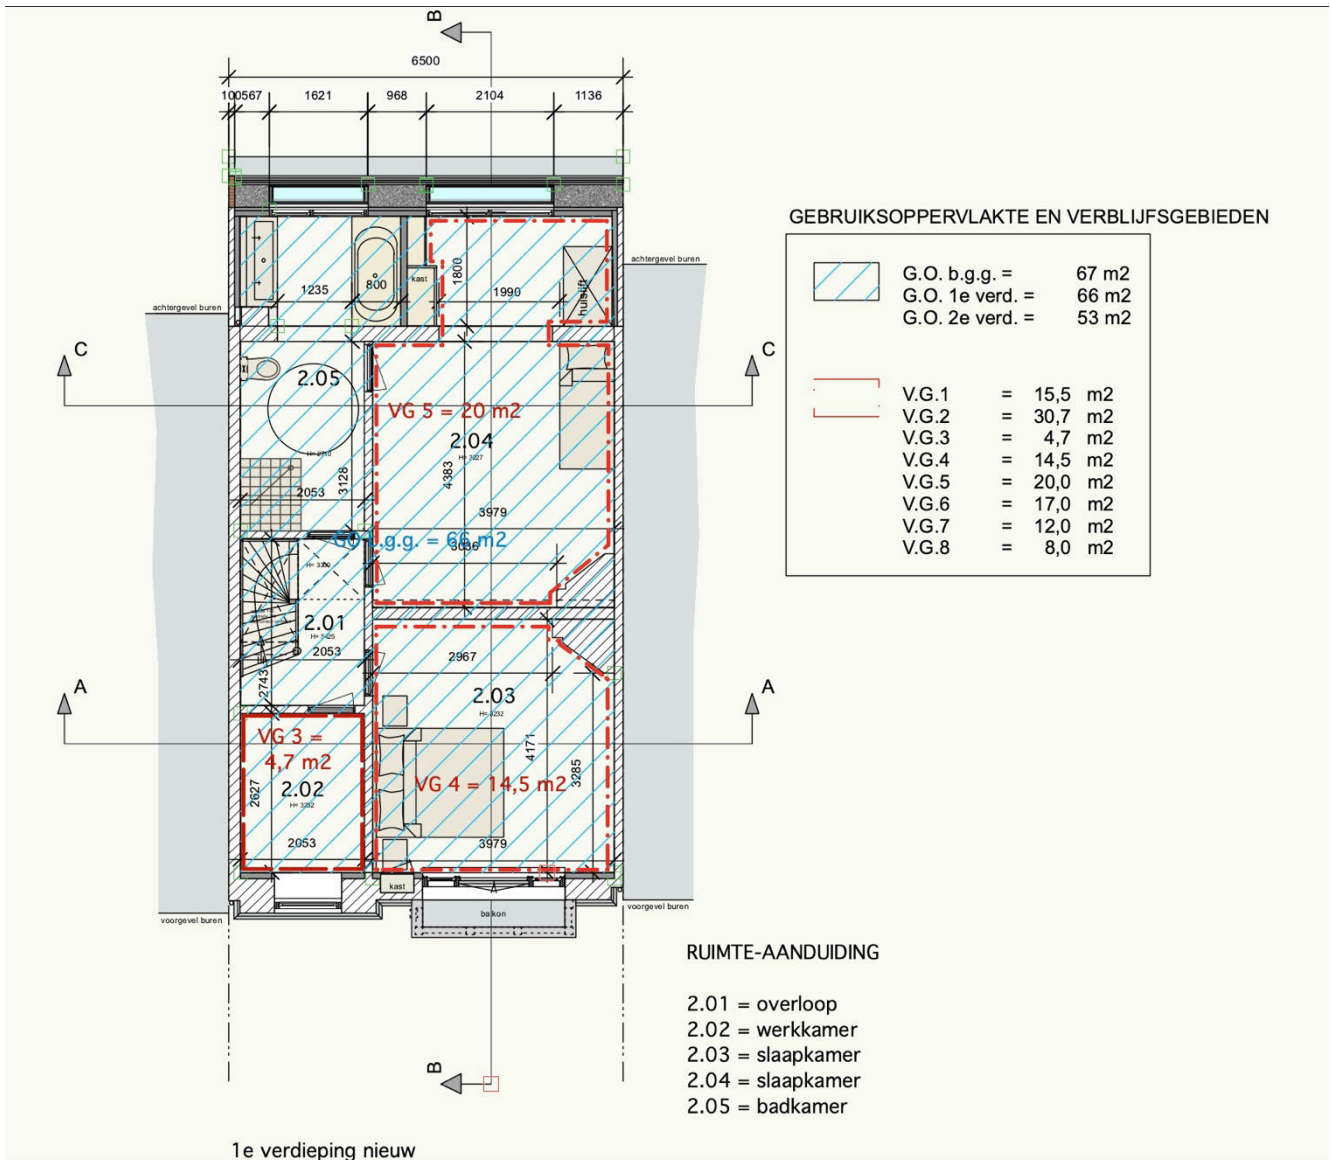 B
6500
100567 1621 968 2104 1136
GEBRUIKSOPPERVLAKTE EN VERBLIJFSGEBIEDEN
G.O. b.g.g. = 67 m2
G.O. 1e verd. = 66 m2
G.O. 2e verd. = 53 m2
V.G.1 = 15,5 m2
V.G.2 = 30,7 m2
V.G.3 = 4,7 m2
V.G.4 = 14,5 m2
V.G.5 = 20,0 m2
V.G.6 = 17,0 m2
V.G.7 = 12,0 m2
V.G.8 = 8,0 m2
achtergevel buren
achtergevel buren
kast
1800
1235
800
1990
huislift
C
C
2.05
VG 5 = 20 m2
2.04
H= 3227
4383
3128
2053
3979
3036
2.01
2053
2743
2967
2.03
H= 3232
A
A
VG 3 =
4,7 m2
2.02
H= 3232
2627
2053
4171
3285
VG 4 = 14,5 m2
3979
kast
balkon
voorgevel buren
voorgevel buren
RUIMTE-AANDUIDING
2.01 = overloop
2.02 = werkkamer
2.03 = slaapkamer
2.04 = slaapkamer
2.05 = badkamer
B
1e verdieping nieuw